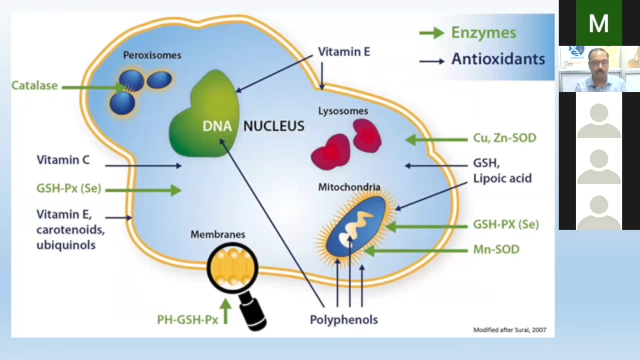 M
Enzymes
Antioxidants
Peroxisomes
Vitamin E
Catalase
Lysosomes
DNA
NUCLEUS
Cu, Zn-SOD
Vitamin C
GSH,
Lipoic acid
GSH-Px (Se)
Mitochondria
Vitamin E,
carotenoids,
ubiquinols
GSH-PX (Se)
Membranes
Mn-SOD
PH-GSH-Px
Polyphenols
Modified after Surai, 2007